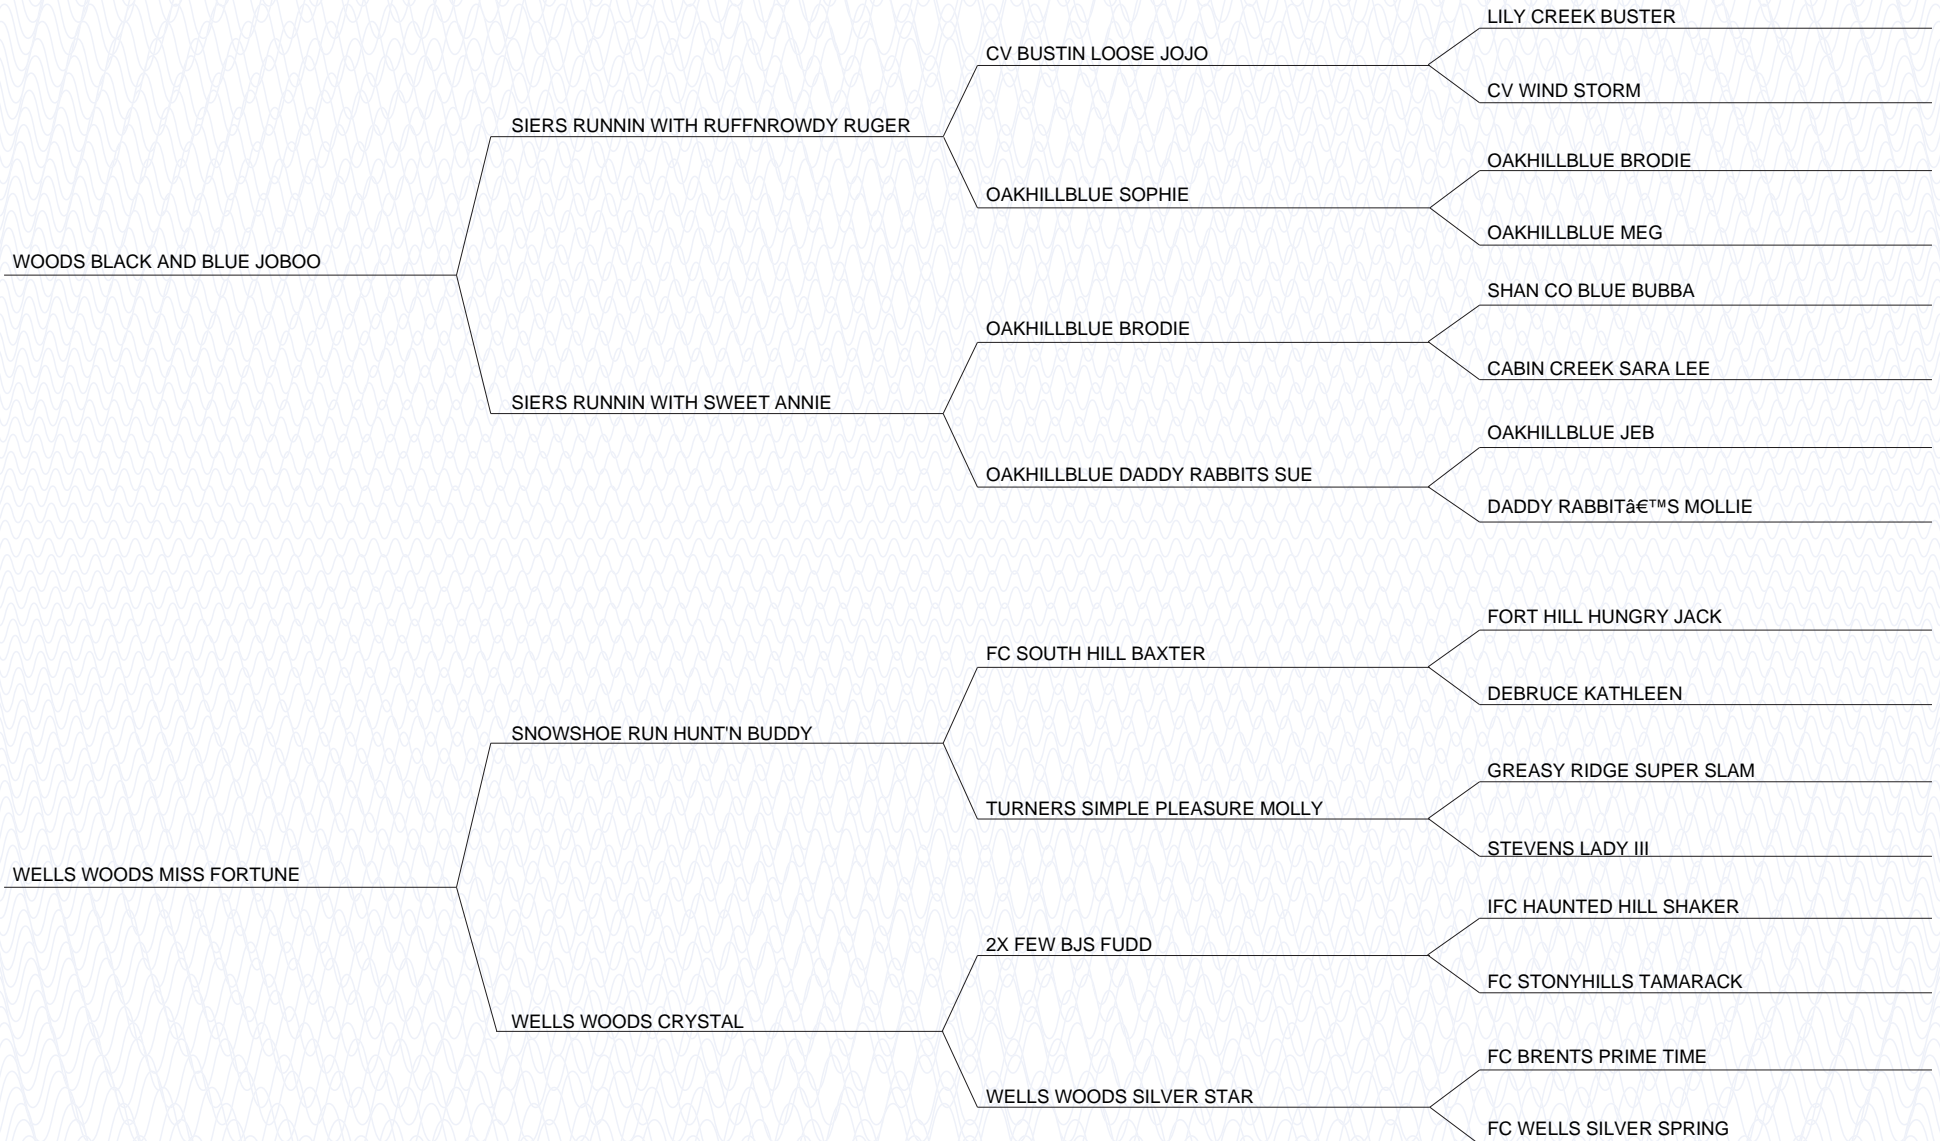 LILY CREEK BUSTER
CV BUSTIN LOOSE JOJO
CV WIND STORM
SIERS RUNNIN WITH RUFFNROWDY RUGER
OAKHILLBLUE BRODIE
OAKHILLBLUE SOPHIE
OAKHILLBLUE MEG
WOODS BLACK AND BLUE JOBOO
SHAN CO BLUE BUBBA
OAKHILLBLUE BRODIE
CABIN CREEK SARA LEE
SIERS RUNNIN WITH SWEET ANNIE
OAKHILLBLUE JEB
OAKHILLBLUE DADDY RABBITS SUE
DADDY RABBITâ€™S MOLLIE
FORT HILL HUNGRY JACK
FC SOUTH HILL BAXTER
DEBRUCE KATHLEEN
SNOWSHOE RUN HUNT'N BUDDY
GREASY RIDGE SUPER SLAM
TURNERS SIMPLE PLEASURE MOLLY
STEVENS LADY III
WELLS WOODS MISS FORTUNE
IFC HAUNTED HILL SHAKER
2X FEW BJS FUDD
FC STONYHILLS TAMARACK
WELLS WOODS CRYSTAL
FC BRENTS PRIME TIME
WELLS WOODS SILVER STAR
FC WELLS SILVER SPRING